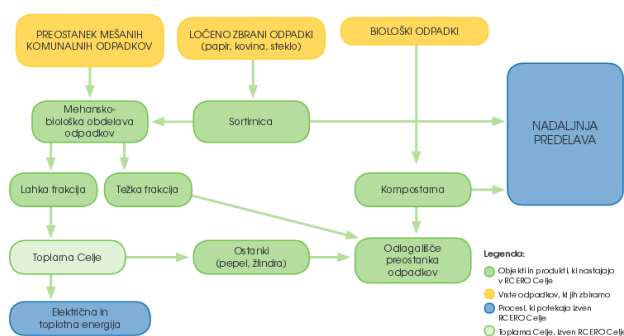 PREOSTANEK MEŠANIH
KOMUNALNIH ODPADKOV
LOČENO ZBRANI ODPADKI
(papir, kovina, steklo)
BIOLOŠKI ODPADKI
Mehansko-
biološka obdelava
odpadkov
Sortirnica
NADALJNJA
PREDELAVA
Lahka frakcija
Težka frakcija
Kompostarna
Toplarna Celje
Ostanki
(pepel, žlindra)
Odlagališče
preostanka
odpadkov
Električna in
toplotna energija
Legenda:
Objekti in produkti, ki nastajajo
v RCERO Celje
Vrste odpadkov, ki jih zbiramo
Procesi, ki potekajo izven
RCERO Celje
Toplarna Celje, izven RCERO Celje